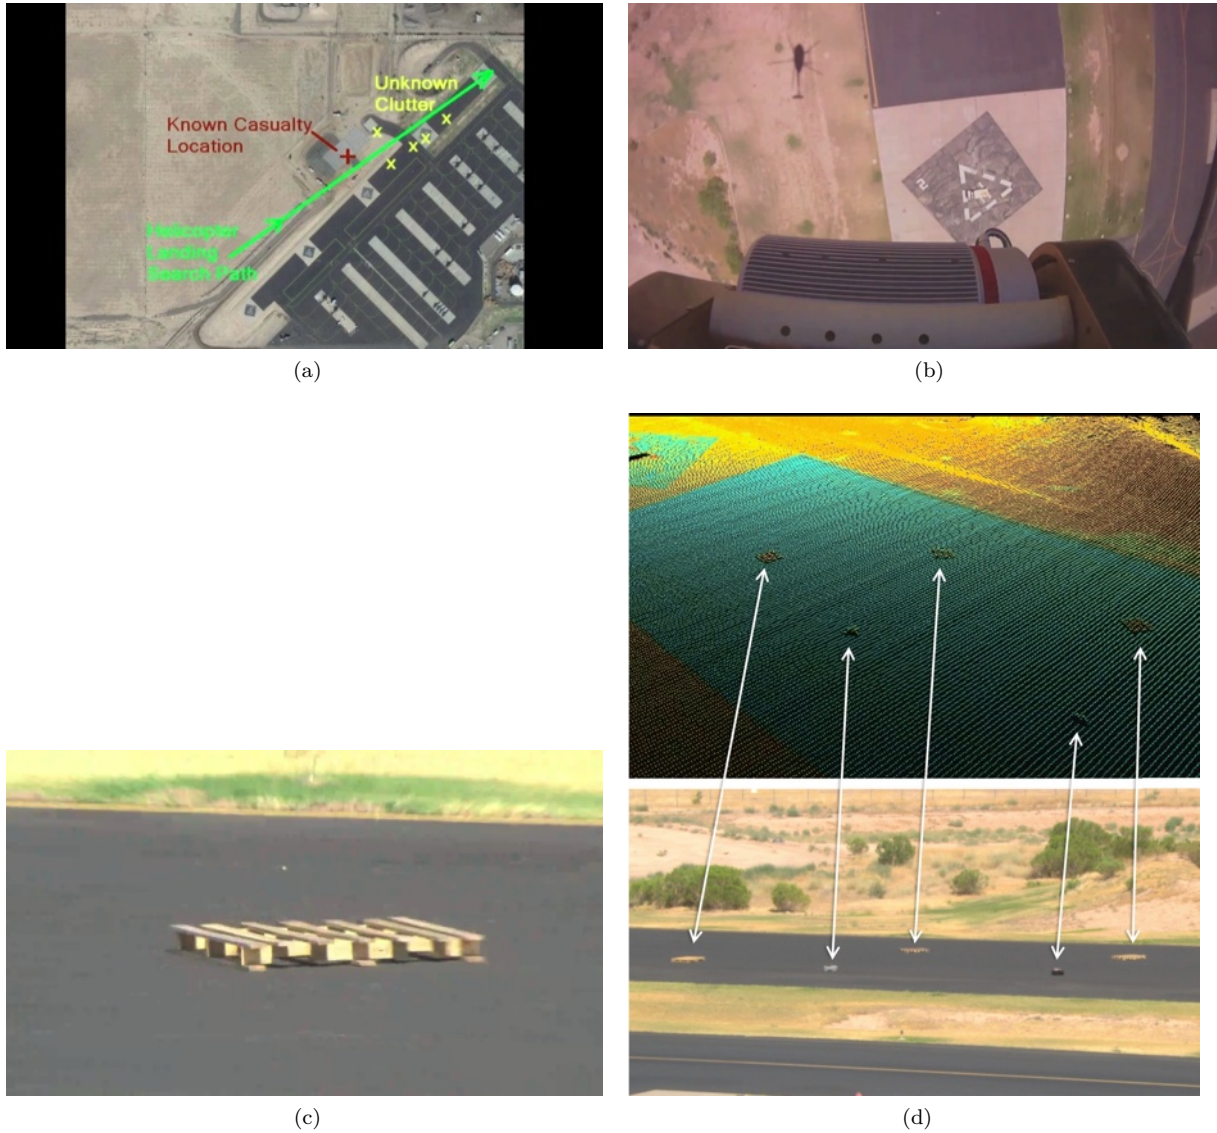 Unknown
Clutter
Known Casualty
Location
Helicopter
Landing
Search Path
(a)
(b)
(c)
(d)